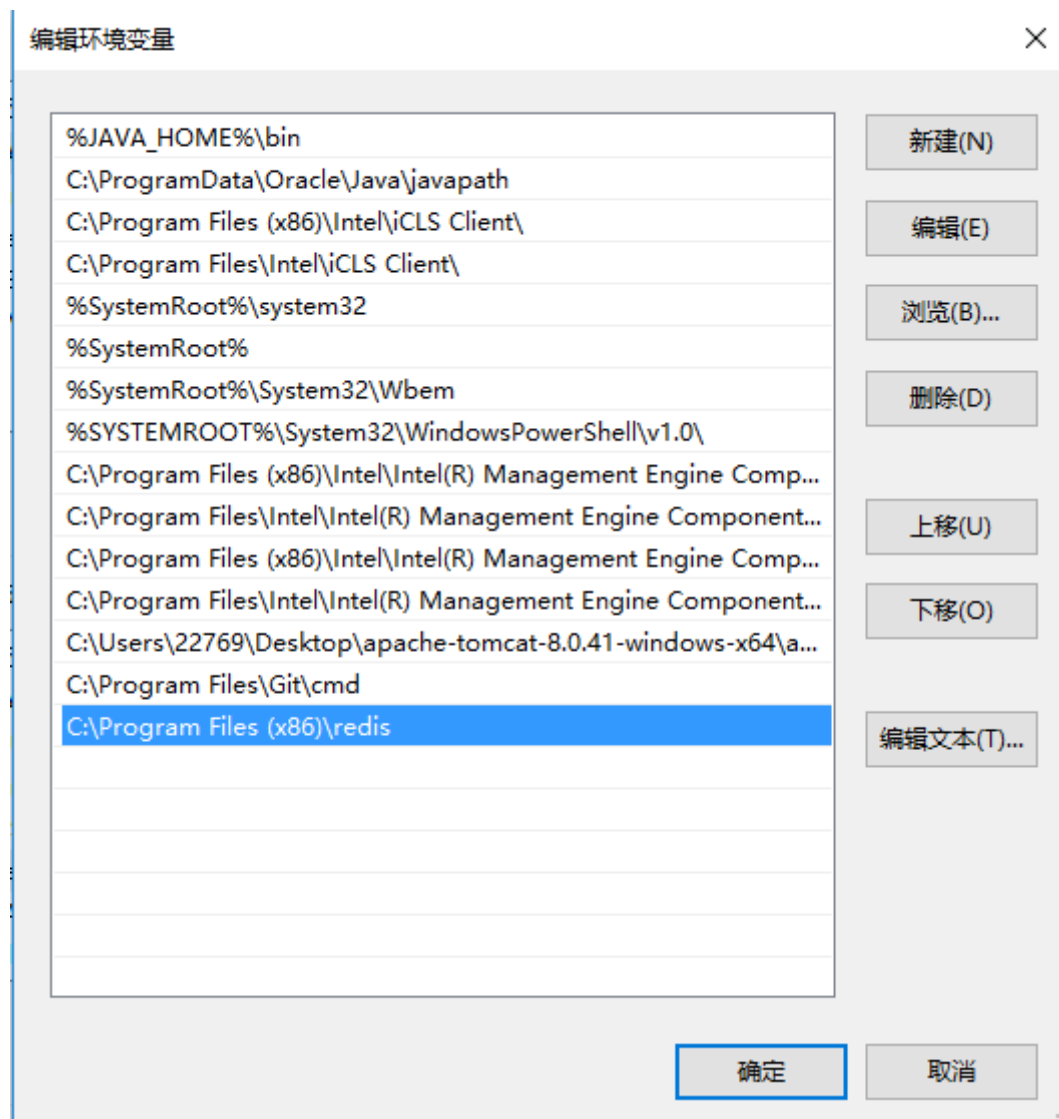 编辑环境变量
%JAVA_HOME%\bin
C:\ProgramData\Oracle\Java\javapath
C:\Program Files (x86)\Intel\iCLS Client\
C:\Program Files\Intel\iCLS Client\
%SystemRoot%\system32
%SystemRoot%
%SystemRoot%\System32\Wbem
%SYSTEMROOT%\System32\WindowsPowerShell\v1.0\
C:\Program Files (x86)\Intel\Intel(R) Management Engine Comp...
C:\Program Files\Intel\Intel(R) Management Engine Component...
C:\Program Files (x86)\Intel\Intel(R) Management Engine Comp...
C:\Program Files\Intel\Intel(R) Management Engine Component...
C:\Users\22769\Desktop\apache-tomcat-8.0.41-windows-x64\a...
C:\Program Files\Git\cmd
C:\Program Files (x86)\redis
新建(N)
编辑(E)
浏览(B)...
删除(D)
上移(U)
下移(O)
编辑文本(T)...
确定
取消